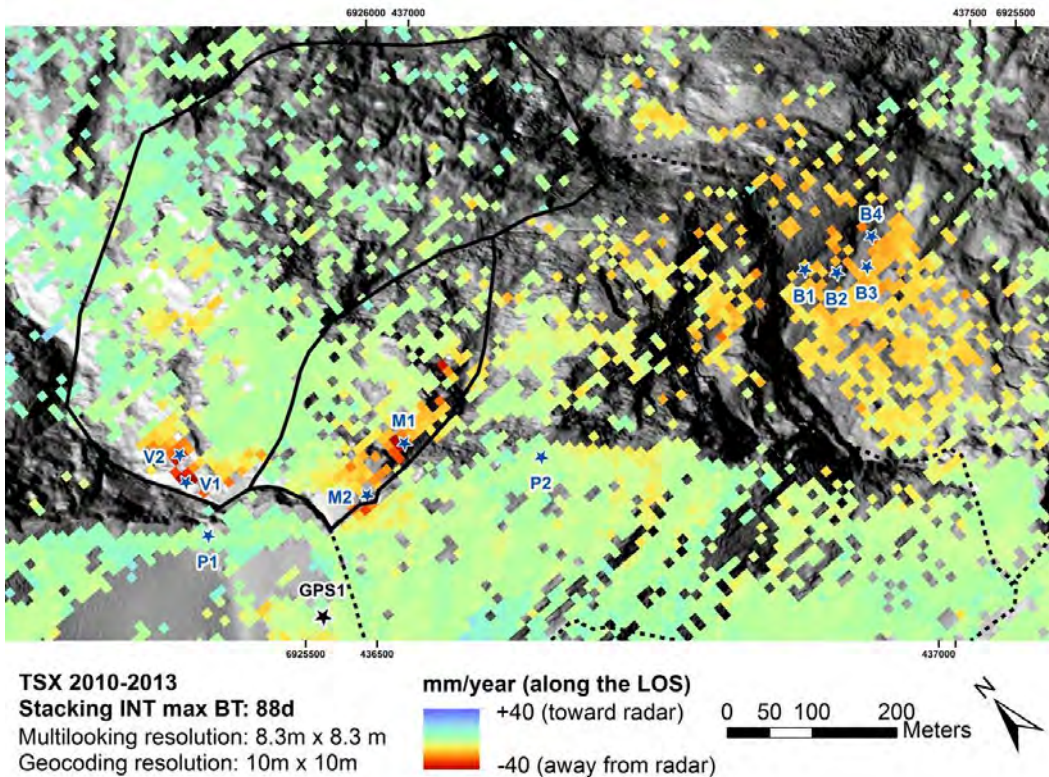 6926000 437000 437500 6925500
B4
B1 B2 B3
M1
V2
V1 M2 P2
P1
GPS1
6925500 436500 437000
TSX 2010-2013
Stacking INT max BT: 88d
Multilooking resolution: 8.3m x 8.3 m
Geocoding resolution: 10m x 10m
mm/year (along the LOS)
+40 (toward radar)
-40 (away from radar)
0 50 100 200
Meters
N